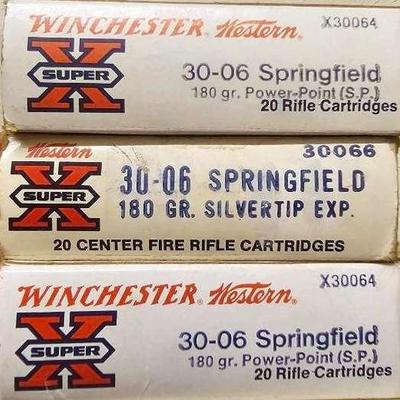 WINCHESTER Western X30064
X
SUPER
30-06 Springfield
180 gr. Power-Point (S.P.)
20 Rifle Cartridges
Western 30066
X
SUPER
30-06 SPRINGFIELD
180 GR. SILVERTIP EXP.
20 CENTER FIRE RIFLE CARTRIDGES
WINCHESTER Western X30064
X
SUPER
30-06 Springfield
180 gr. Power-Point (S.P.)
20 Rifle Cartridges